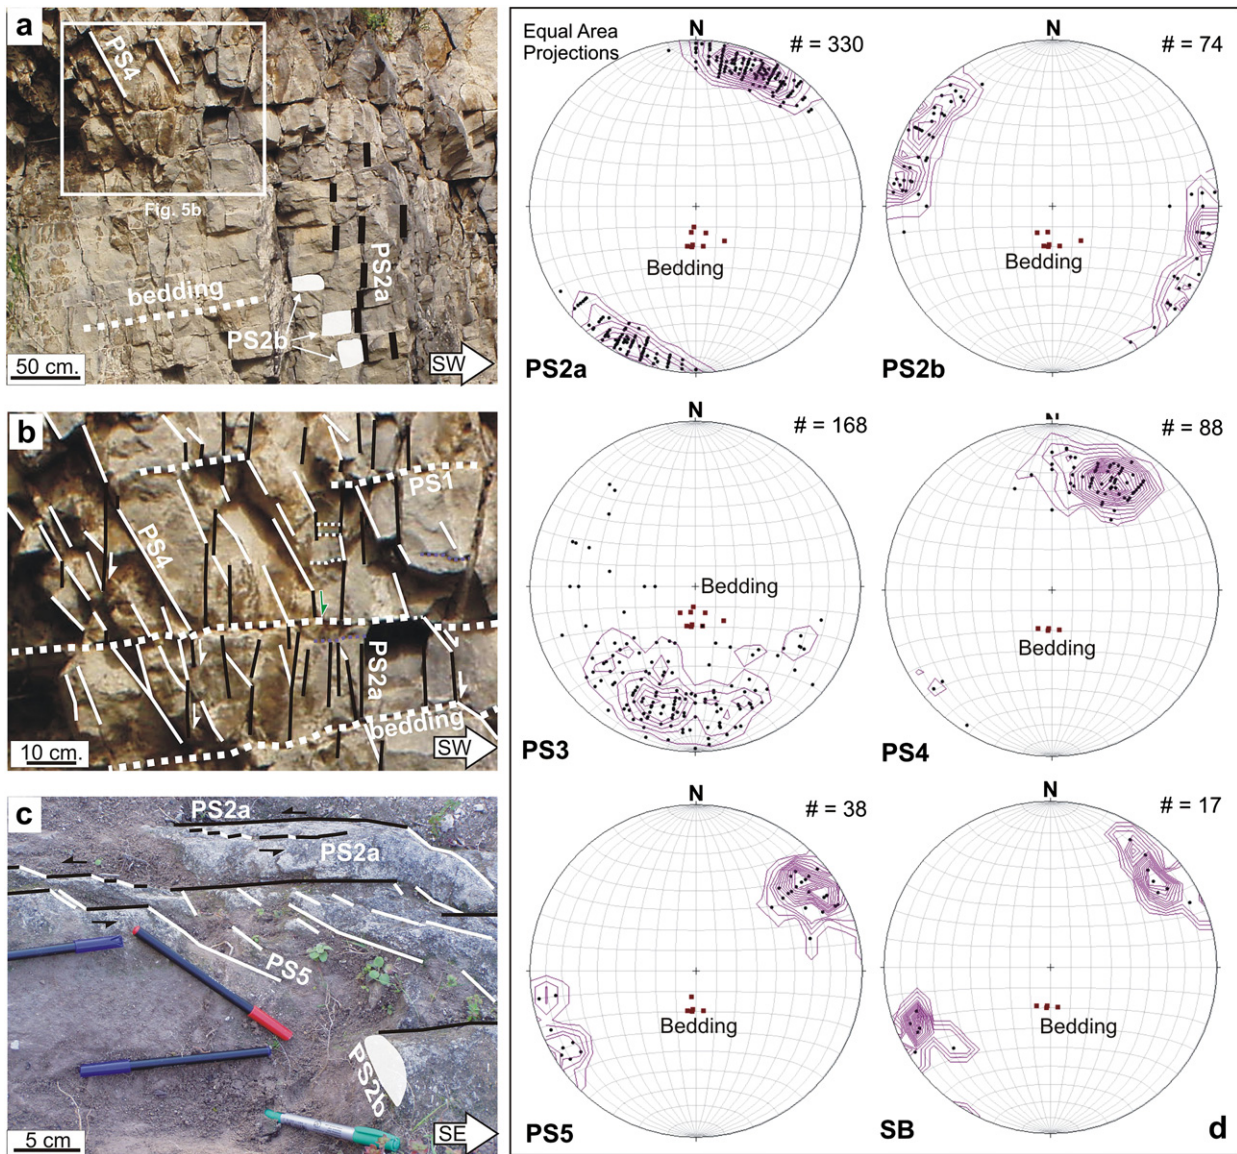 a
PS4
Fig. 5b
bedding
PS2a
PS2b
50 cm.
SW
b
PS1
PS4
PS2a
bedding
10 cm.
SW
c
PS2a
PS2a
PS5
PS2b
5 cm
SE
Equal Area
Projections
N
# = 330
Bedding
PS2a
N
# = 74
Bedding
PS2b
N
# = 168
Bedding
PS3
N
# = 88
Bedding
PS4
N
# = 38
Bedding
PS5
N
# = 17
Bedding
SB
d